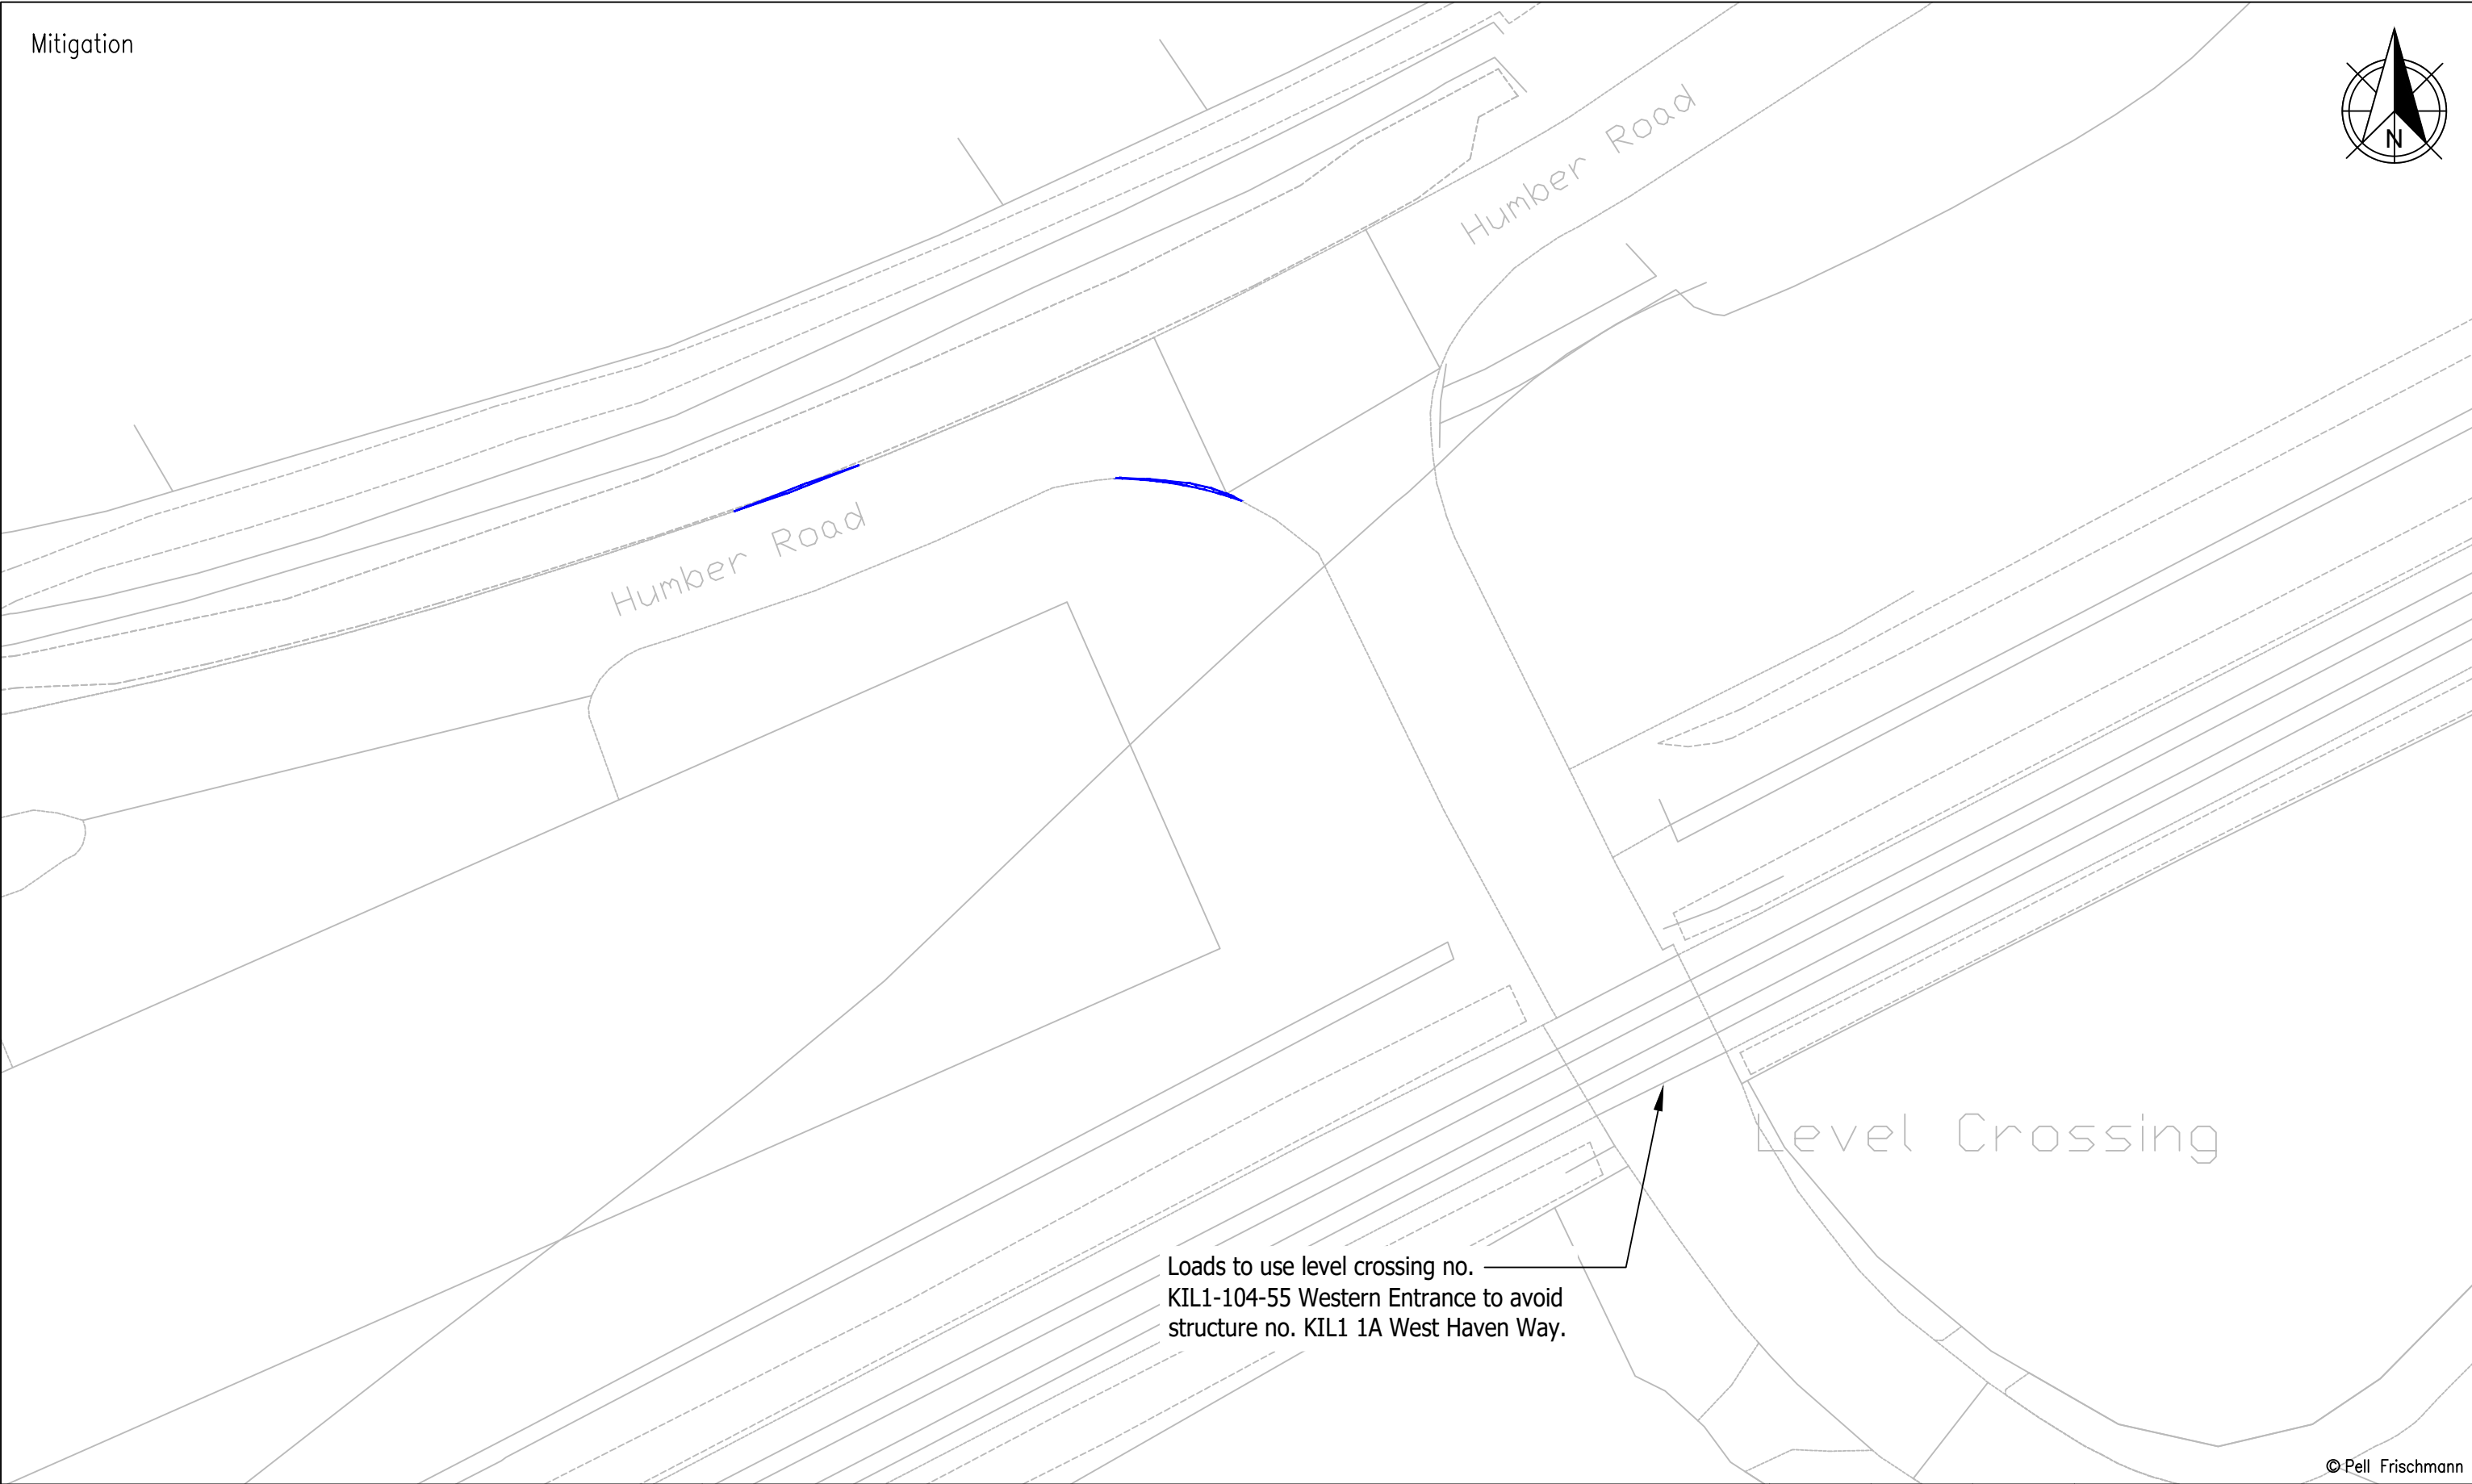 Mitigation
N
Humber Road
Humber Road
Level Crossing
Loads to use level crossing no.
KIL1-104-55 Western Entrance to avoid
structure no. KIL1 1A West Haven Way.
© Pell Frischmann